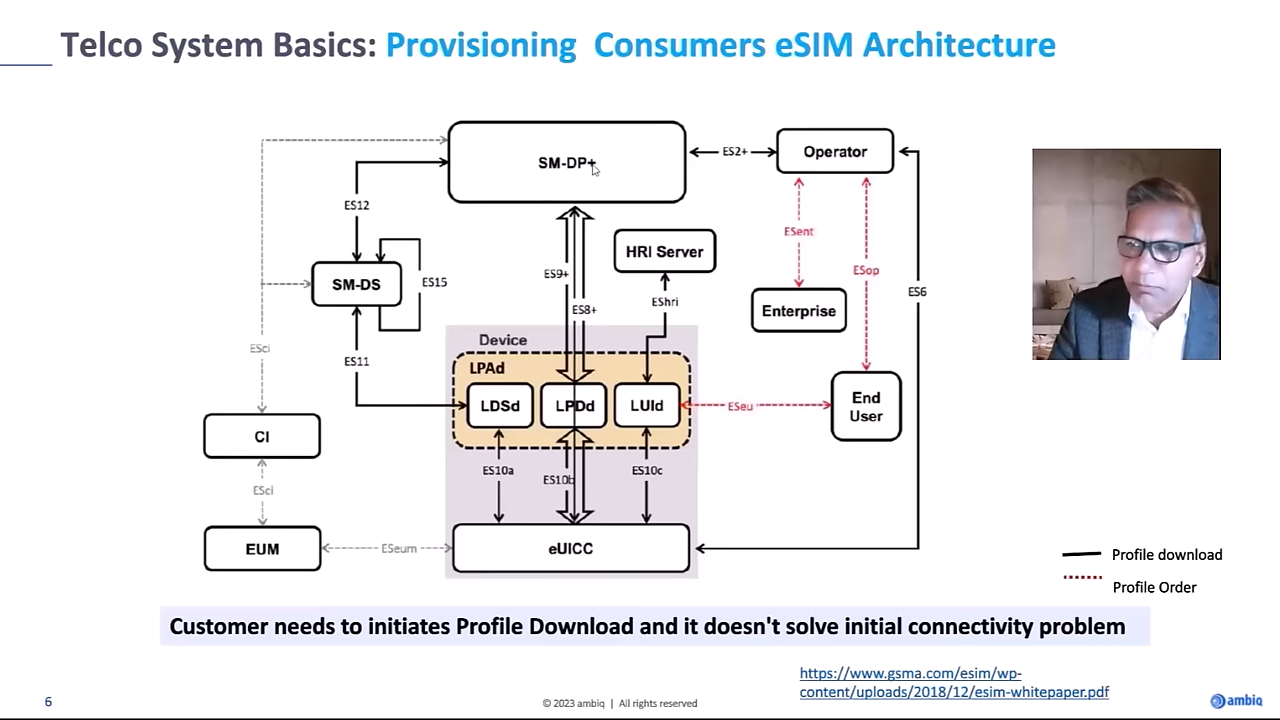 Telco System Basics: Provisioning Consumers eSIM Architecture
SM-DP+
ES2+
Operator
ES12
ESent
HRI Server
ESop
ES9+
SM-DS
ES15
ES6
EShri
ES8+
Enterprise
Device
ESci
ES11
LPAd
LDSd
LPDd
LUId
ESeu
End
User
CI
ES10a
ES10b
ES10c
ESci
EUM
ESeum
eUICC
Profile download
Profile Order
Customer needs to initiates Profile Download and it doesn't solve initial connectivity problem
https://www.gsma.com/esim/wp-
content/uploads/2018/12/esim-whitepaper.pdf
6
© 2023 ambiq | All rights reserved
ambiq